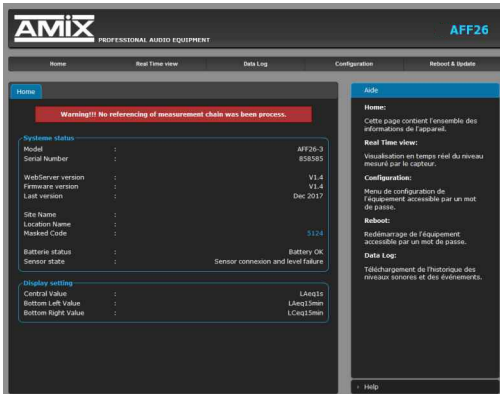 AMIX PROFESSIONAL AUDIO EQUIPMENT
AFF26
Home Real Time view Data Log Configuration Reboot & Update
Home
Warning!!! No referencing of measurement chain was been process.
Systeme status
Model : AFF26-3
Serial Number : 858585
WebServer version : V1.4
Firmware version : V1.4
Last version : Dec 2017
Site Name :
Location Name :
Masked Code : 5124
Batterie status : Battery OK
Sensor state : Sensor connexion and level failure
Display setting
Central Value : LAeq1s
Bottom Left Value : LAeq15min
Bottom Right Value : LCeq15min
Aide
Home:
Cette page contient l'ensemble des
informations de l'appareil.
Real Time view:
Visualisation en temps réel du niveau
mesuré par le capteur.
Configuration:
Menu de configuration de
l'équipement accessible par un mot
de passe.
Reboot:
Redémarrage de l'équipement
accessible par un mot de passe.
Data Log:
Téléchargement de l'historique des
niveaux sonores et des événements.
Help